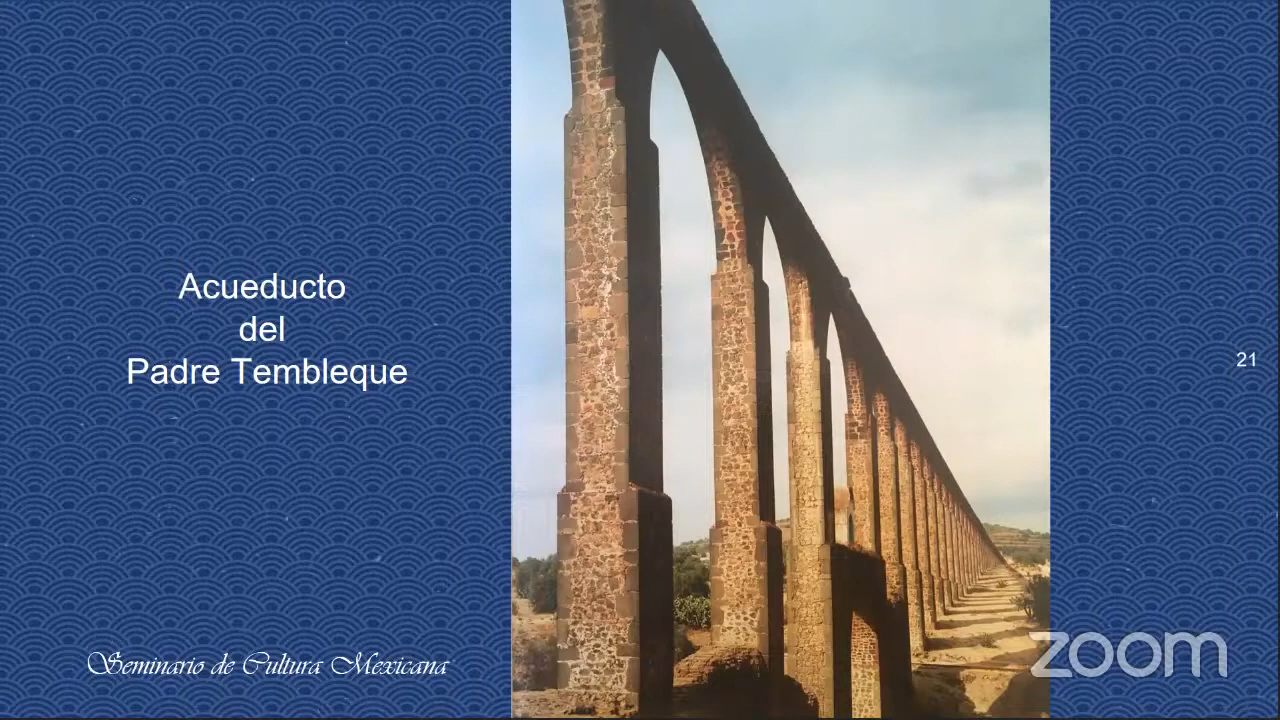 Acueducto
del
Padre Tembleque
21
Seminario de Cultura Mexicana
zoom